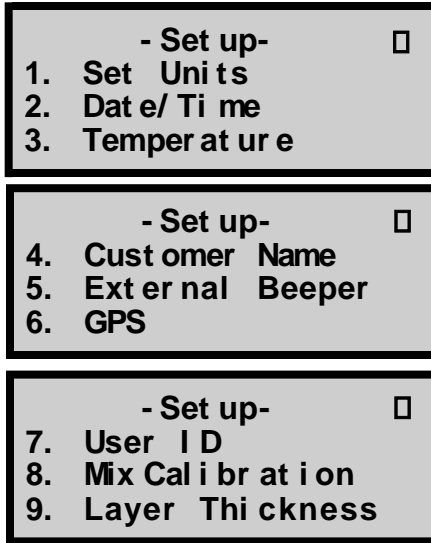 - Set up-
1. Set Units
2. Date/Time
3. Temperature
- Set up-
4. Customer Name
5. External Beeper
6. GPS
- Set up-
7. User ID
8. Mix Calibration
9. Layer Thickness